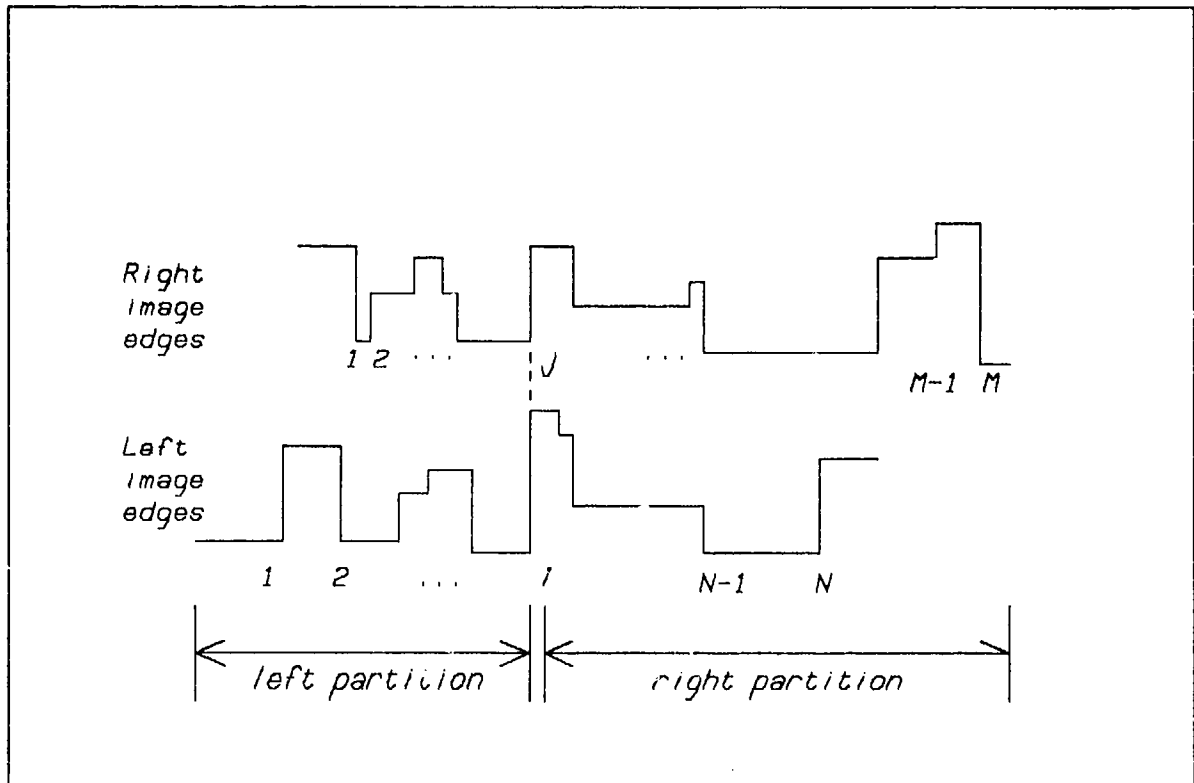 Right
image
edges
1 2 ... J ... M-1 M
Left
image
edges
1 2 ... i N-1 N
left partition right partition